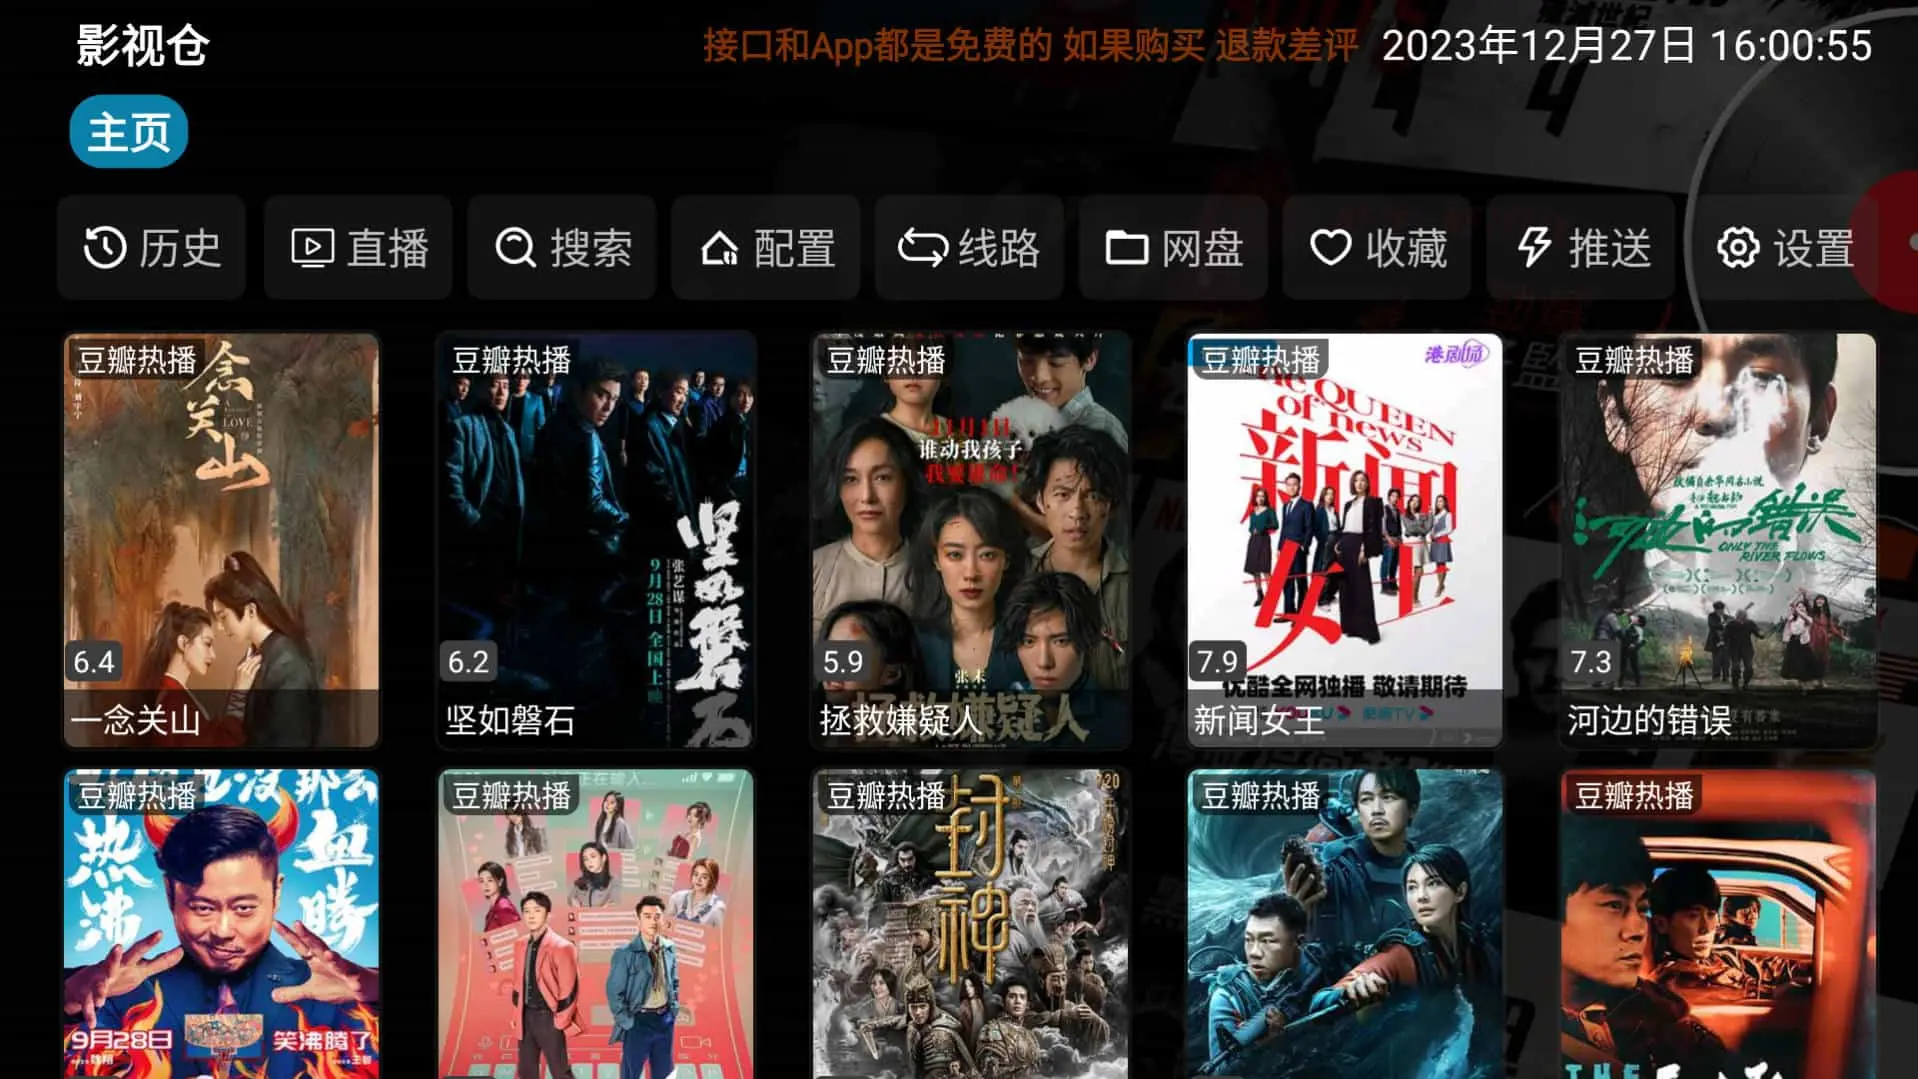 影视仓
接口和App都是免费的 如果购买 退款差评
2023年12月27日 16:00:55
主页
历史
直播
搜索
配置
线路
网盘
收藏
推送
设置
豆瓣热播
念关山
LOVE
6.4
一念关山
豆瓣热播
坚如磐石
张艺谋
9月28日 全国上映
6.2
坚如磐石
豆瓣热播
11月11日
谁动我孩子
张末
拯救嫌疑人
5.9
拯救嫌疑人
豆瓣热播
港剧场
The QUEEN
of news
新闻
女王
优酷全网独播 敬请期待
7.9
新闻女王
豆瓣热播
河边的错误
ONLY THE
RIVER FLOWS
7.3
河边的错误
豆瓣热播
热沸
血腾
9月28日
笑沸腾了
豆瓣热播
正在输入...
豆瓣热播
封神
豆瓣热播
豆瓣热播
THE